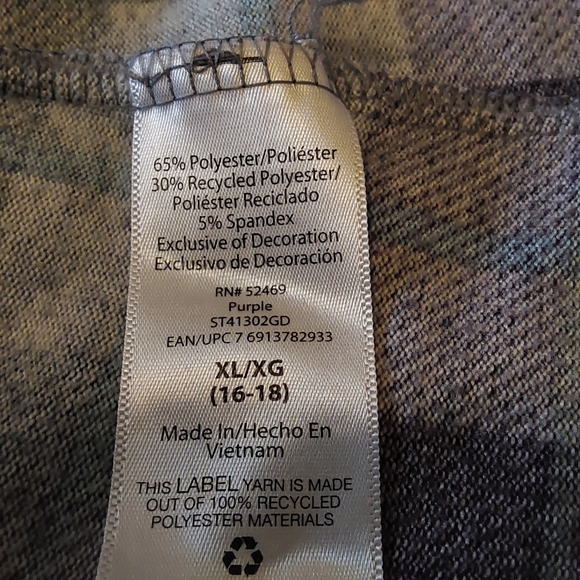 65% Polyester/Poliéster
30% Recycled Polyester/
Poliéster Reciclado
5% Spandex
Exclusive of Decoration
Exclusivo de Decoración
RN# 52469
Purple
ST41302GD
EAN/UPC 7 6913782933
XL/XG
(16-18)
Made In/Hecho En
Vietnam
THIS LABEL YARN IS MADE
OUT OF 100% RECYCLED
POLYESTER MATERIALS